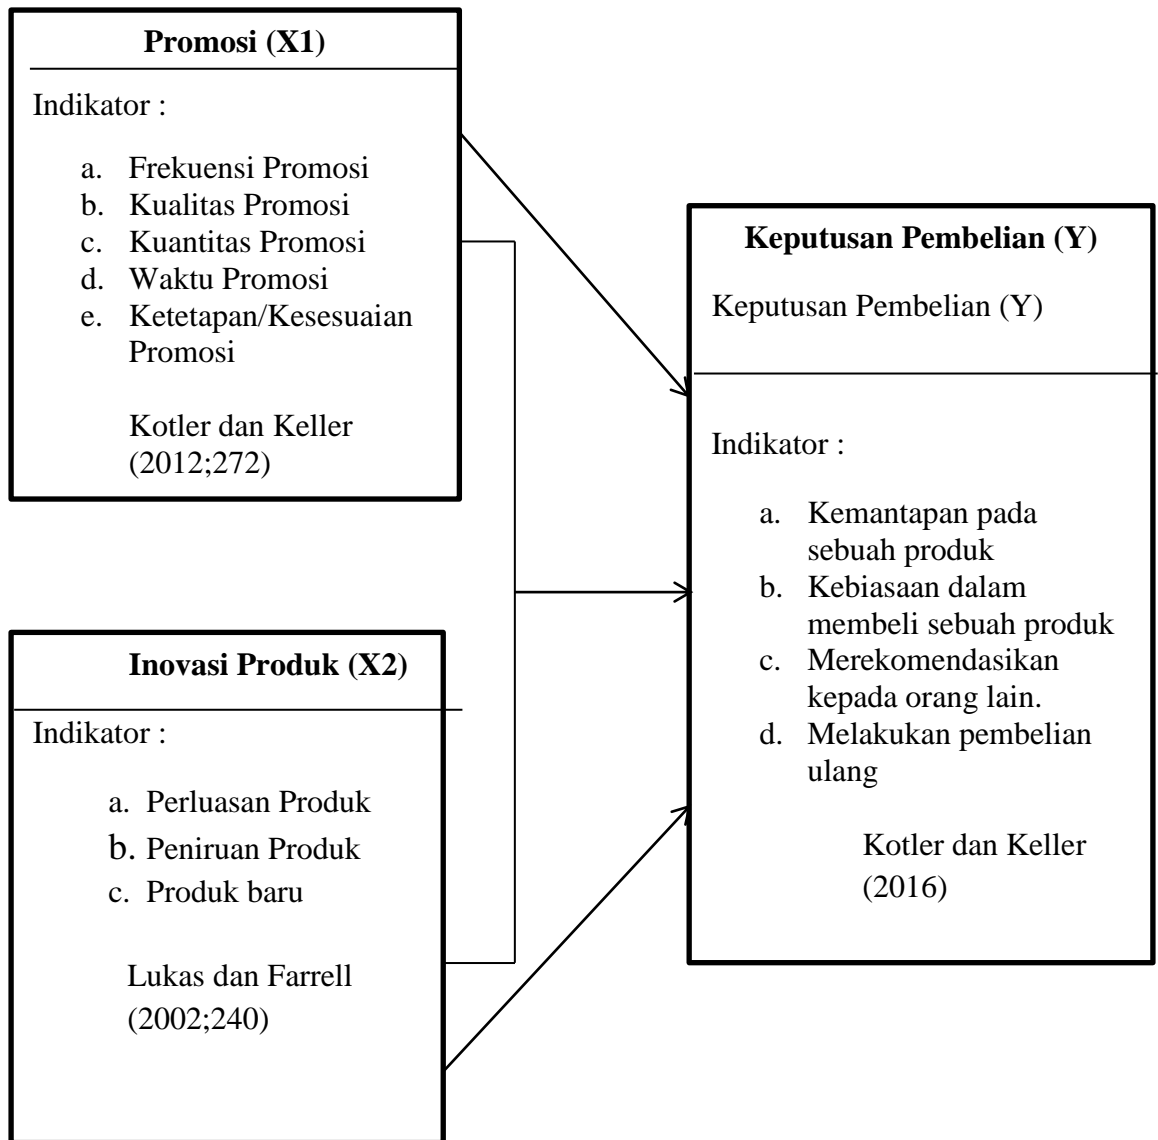 Promosi (X1)
Indikator :
a. Frekuensi Promosi
b. Kualitas Promosi
c. Kuantitas Promosi
d. Waktu Promosi
e. Ketetapan/Kesesuaian
Promosi
Kotler dan Keller
(2012;272)
Keputusan Pembelian (Y)
Keputusan Pembelian (Y)
Indikator :
a. Kemantapan pada
sebuah produk
b. Kebiasaan dalam
membeli sebuah produk
c. Merekomendasikan
kepada orang lain.
d. Melakukan pembelian
ulang
Kotler dan Keller
(2016)
Inovasi Produk (X2)
Indikator :
a. Perluasan Produk
b. Peniruan Produk
c. Produk baru
Lukas dan Farrell
(2002;240)